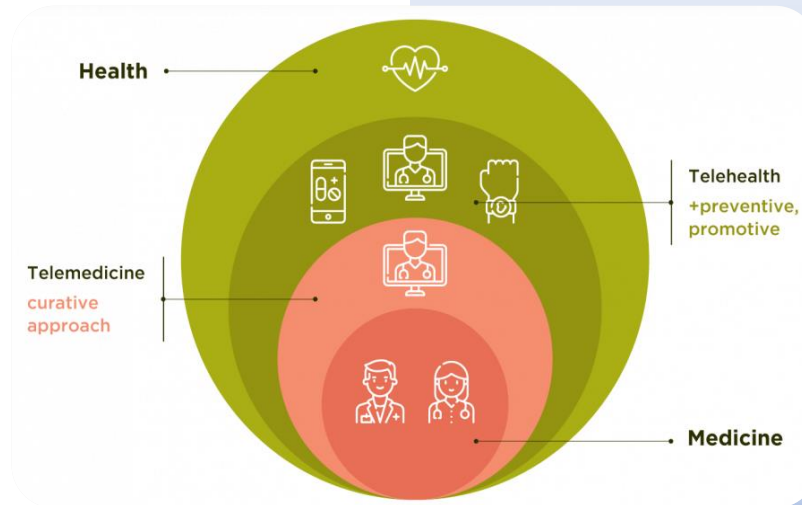 Health
Telehealth
+preventive,
promotive
Telemedicine
curative
approach
Medicine